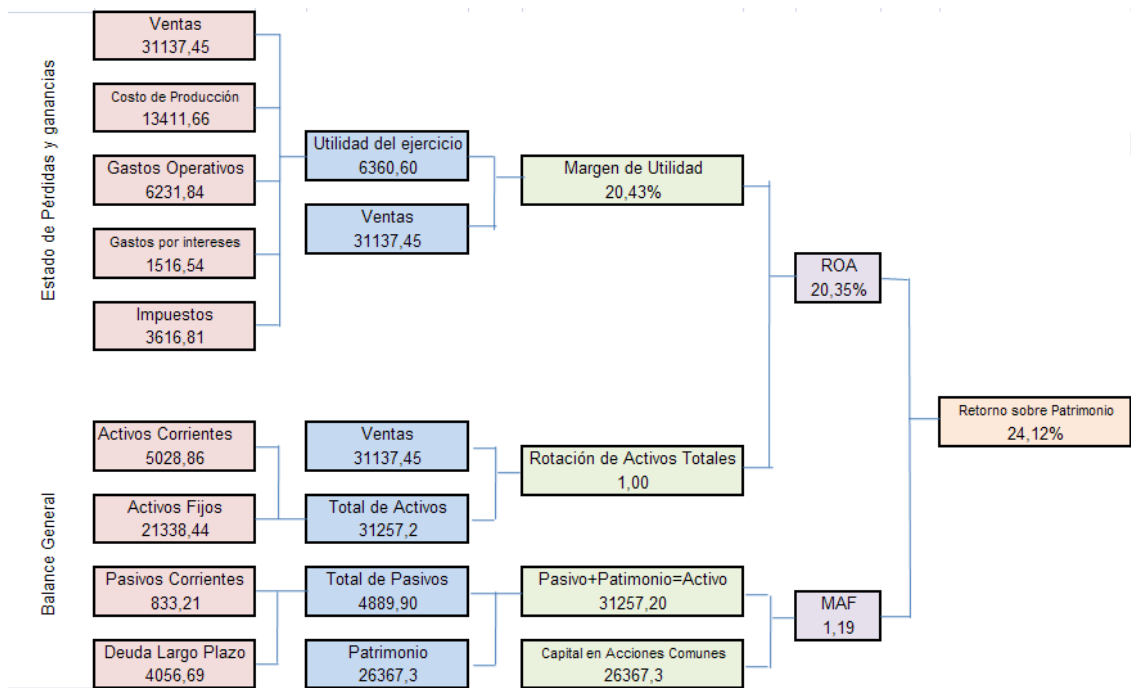 Estado de Pérdidas y ganancias
Ventas
31137,45
Costo de Producción
13411,66
Gastos Operativos
6231,84
Gastos por intereses
1516,54
Impuestos
3616,81
Utilidad del ejercicio
6360,60
Ventas
31137,45
Margen de Utilidad
20,43%
ROA
20,35%
Retorno sobre Patrimonio
24,12%
Balance General
Activos Corrientes
5028,86
Activos Fijos
21338,44
Pasivos Corrientes
833,21
Deuda Largo Plazo
4056,69
Ventas
31137,45
Total de Activos
31257,2
Total de Pasivos
4889,90
Patrimonio
26367,3
Rotación de Activos Totales
1,00
Pasivo+Patimonio=Activo
31257,20
Capital en Acciones Comunes
26367,3
MAF
1,19